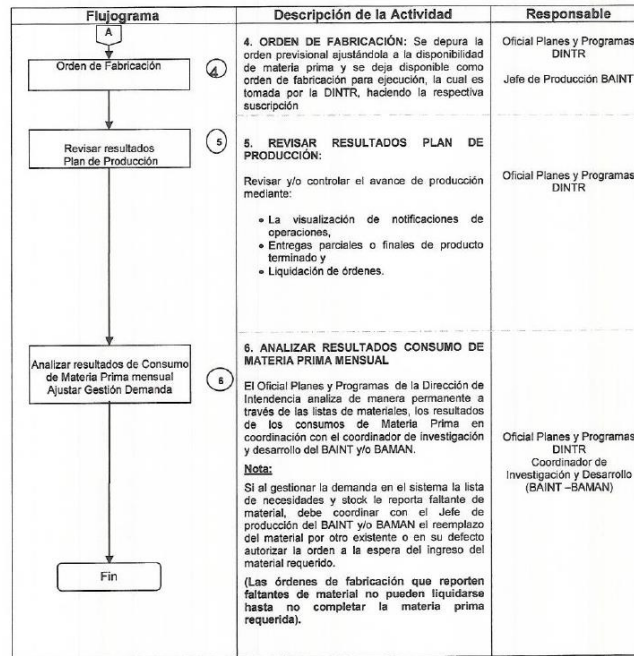 Flujograma
Descripción de la Actividad
Responsable
A
Orden de Fabricación
4
4. ORDEN DE FABRICACIÓN: Se depura la
orden previsional ajustándola a la disponibilidad
de materia prima y se deja disponible como
orden de fabricación para ejecución, la cual es
tomada por la DINTR, haciendo la respectiva
suscripción
Oficial Planes y Programas
DINTR
Jefe de Producción BAINT
Revisar resultados
Plan de Producción
5
5. REVISAR RESULTADOS PLAN DE
PRODUCCIÓN:
Revisar y/o controlar el avance de producción
mediante:
• La visualización de notificaciones de
operaciones,
• Entregas parciales o finales de producto
terminado y
• Liquidación de órdenes.
Oficial Planes y Programas
DINTR
Analizar resultados de Consumo
de Materia Prima mensual
Ajustar Gestión Demanda
6
6. ANALIZAR RESULTADOS CONSUMO DE
MATERIA PRIMA MENSUAL
El Oficial Planes y Programas de la Dirección de
Intendencia analiza de manera permanente a
través de las listas de materiales, los resultados
de los consumos de Materia Prima en
coordinación con el coordinador de investigación
y desarrollo del BAINT y/o BAMAN.
Nota:
Si al gestionar la demanda en el sistema la lista
de necesidades y stock le reporta faltante de
material, debe coordinar con el Jefe de
producción del BAINT y/o BAMAN el reemplazo
del material por otro existente o en su defecto
autorizar la orden a la espera del ingreso del
material requerido.
(Las órdenes de fabricación que reporten
faltantes de material no pueden liquidarse
hasta no completar la materia prima
requerida).
Oficial Planes y Programas
DINTR
Coordinador de
Investigación y Desarrollo
(BAINT –BAMAN)
Fin